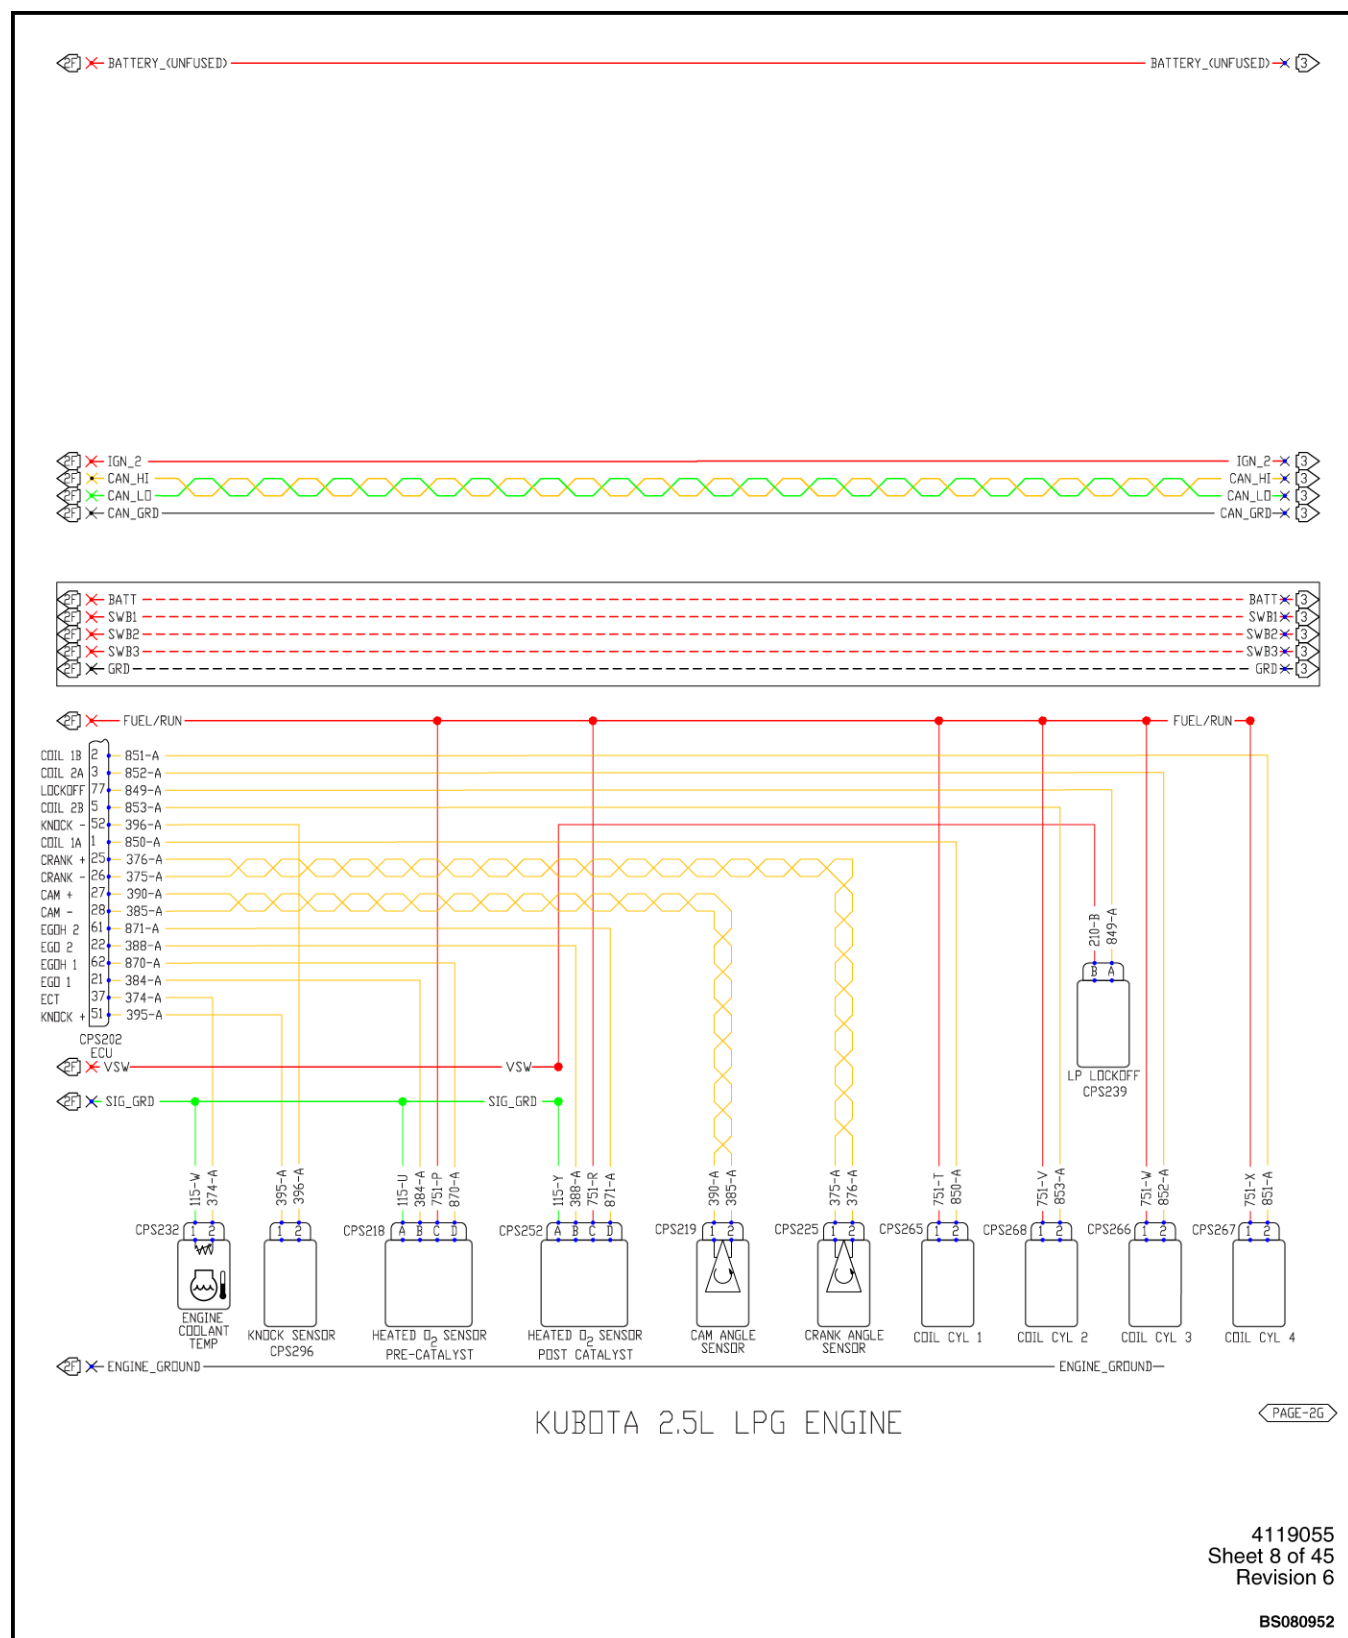 2F BATTERY_(UNFUSED) BATTERY_(UNFUSED) 3
2F IGN_2 IGN_2 3
2F CAN_HI CAN_HI 3
2F CAN_LO CAN_LO 3
2F CAN_GRD CAN_GRD 3
2F BATT BATT 3
2F SWB1 SWB1 3
2F SWB2 SWB2 3
2F SWB3 SWB3 3
2F GRD GRD 3
2F FUEL/RUN FUEL/RUN
COIL 1B 2 851-A
COIL 2A 3 852-A
LOCKOFF 77 849-A
COIL 2B 5 853-A
KNOCK - 52 396-A
COIL 1A 1 850-A
CRANK + 25 376-A
CRANK - 26 375-A
CAM + 27 390-A
CAM - 28 385-A
EGOH 2 61 871-A
EGO 2 22 388-A
EGOH 1 62 870-A
EGO 1 21 384-A
ECT 37 374-A
KNOCK + 51 395-A
CPS202
ECU
210-B 849-A
B A
LP LOCKOFF
CPS239
2F VSW VSW
2F SIG_GRD SIG_GRD
115-W 374-A 395-A 396-A 115-U 384-A 751-P 870-A 115-Y 388-A 751-R 871-A 390-A 385-A 375-A 376-A 751-T 850-A 751-V 853-A 751-W 852-A 751-X 851-A
CPS232 1 2 1 2 CPS218 A B C D CPS252 A B C D CPS219 1 2 CPS225 1 2 CPS265 1 2 CPS268 1 2 CPS266 1 2 CPS267 1 2
ENGINE
COOLANT
TEMP
KNOCK SENSOR
CPS296
HEATED O2 SENSOR
PRE-CATALYST
HEATED O2 SENSOR
POST CATALYST
CAM ANGLE
SENSOR
CRANK ANGLE
SENSOR
COIL CYL 1
COIL CYL 2
COIL CYL 3
COIL CYL 4
2F ENGINE_GROUND ENGINE_GROUND
KUBOTA 2.5L LPG ENGINE
PAGE-2G
4119055
Sheet 8 of 45
Revision 6
BS080952